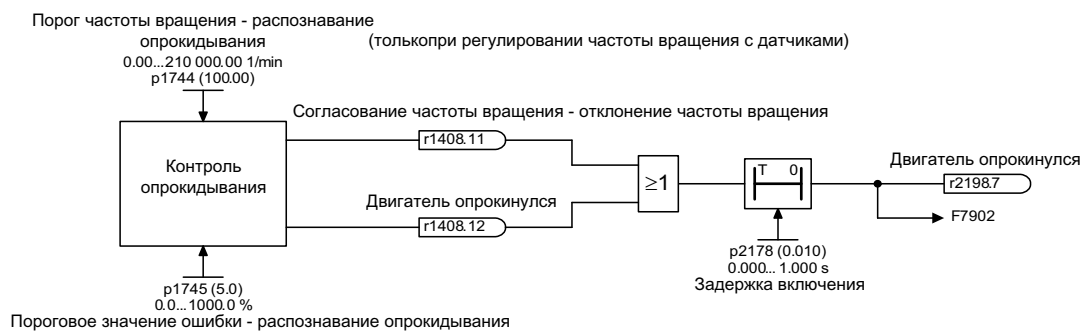 Порог частоты вращения - распознавание
опрокидывания
(толькопри регулировании частоты вращения с датчиками)
0.00...210 000.00 1/min
p1744 (100.00)
Согласование частоты вращения - отклонение частоты вращения
r1408.11
Контроль
опрокидывания
≥1
T 0
Двигатель опрокинулся
r2198.7
Двигатель опрокинулся
r1408.12
F7902
p2178 (0.010)
0.000... 1.000 s
Задержка включения
p1745 (5.0)
0.0...1000.0 %
Пороговое значение ошибки - распознавание опрокидывания